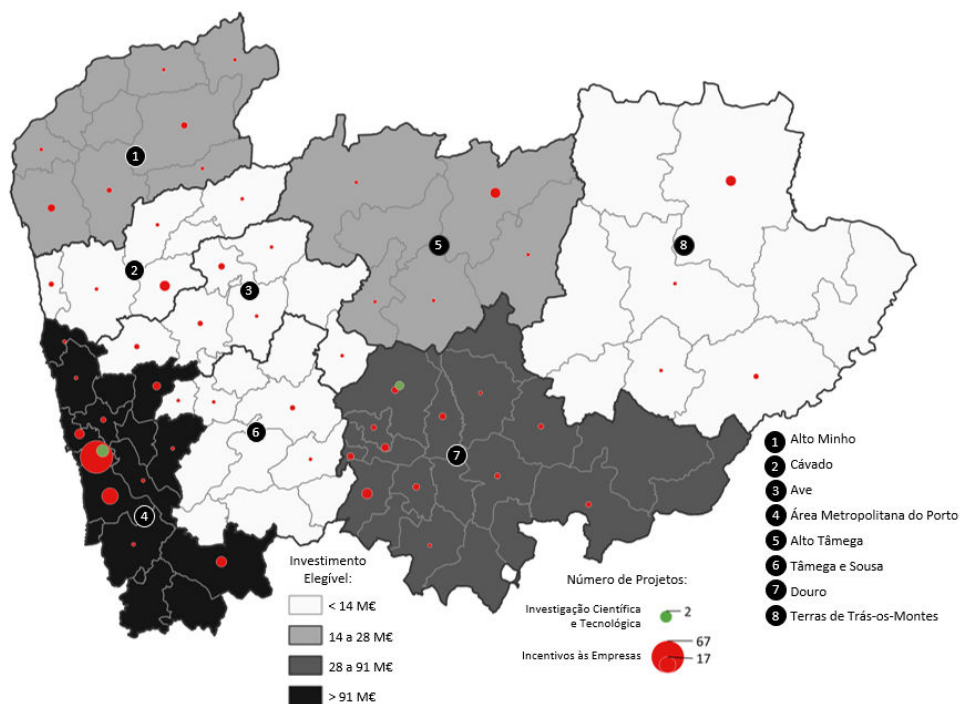 1
2
3
4
5
6
7
8
Investimento
Elegível:
< 14 M€
14 a 28 M€
28 a 91 M€
> 91 M€
Número de Projetos:
Investigação Científica
e Tecnológica
2
Incentivos às Empresas
67
17
1 Alto Minho
2 Cávado
3 Ave
4 Área Metropolitana do Porto
5 Alto Tâmega
6 Tâmega e Sousa
7 Douro
8 Terras de Trás-os-Montes